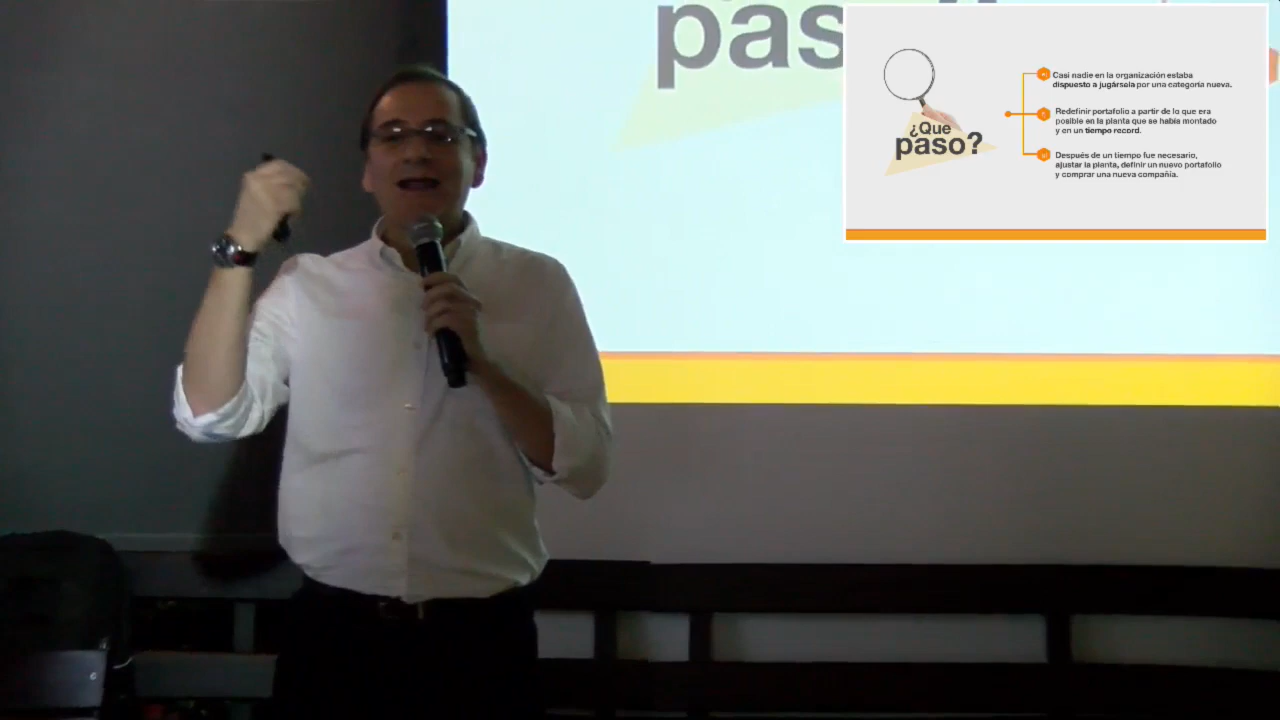 pas
¿Que
paso?
Casi nadie en la organización estaba
dispuesto a jugársela por una categoría nueva.
Redefinir portafolio a partir de lo que era
posible en la planta que se había montado
y en un tiempo record.
Después de un tiempo fue necesario,
ajustar la planta, definir un nuevo portafolio
y comprar una nueva compañía.